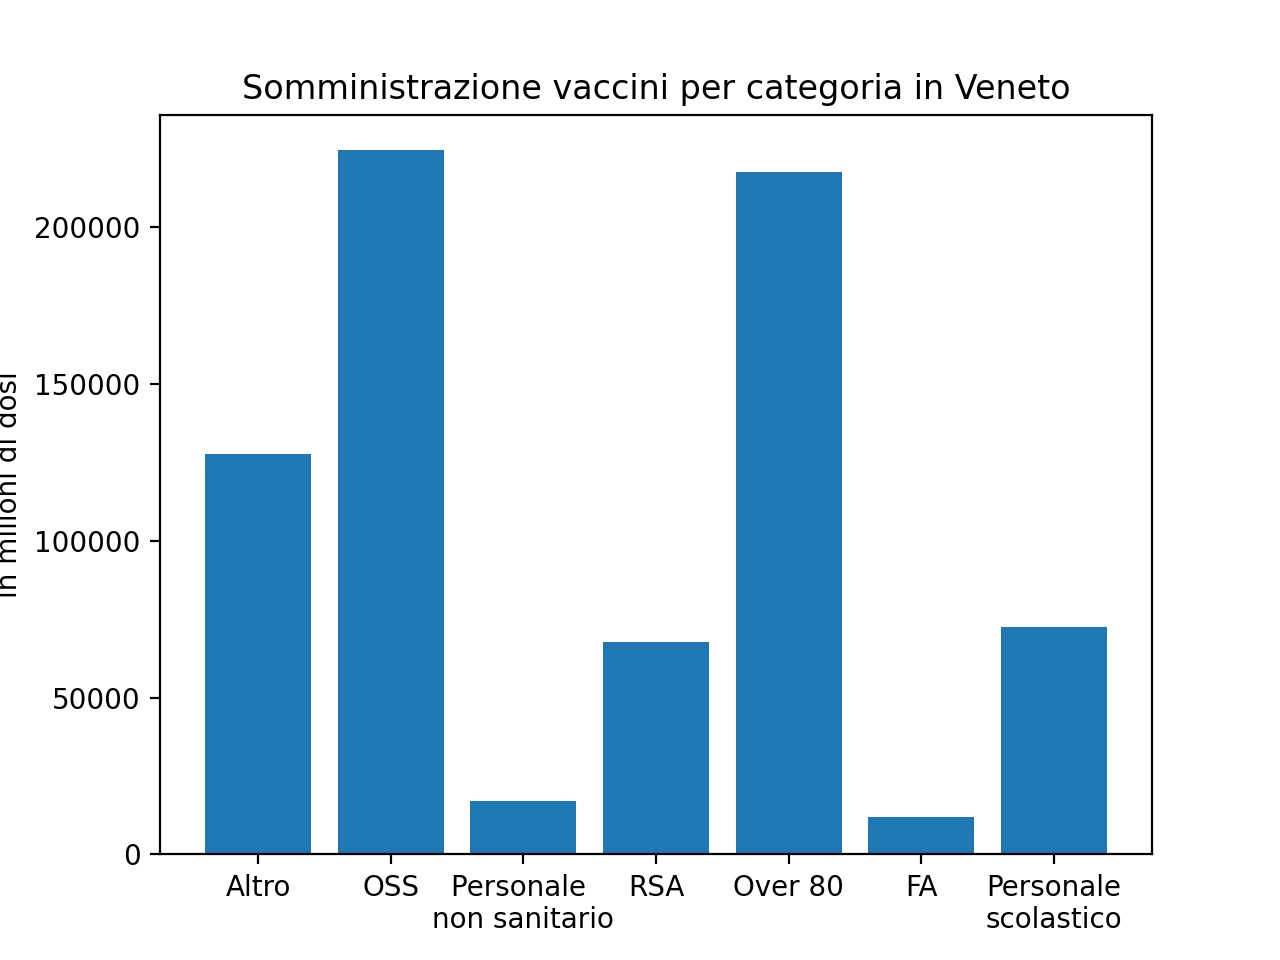 Somministrazione vaccini per categoria in Veneto
In milioni di dosi
200000
150000
100000
50000
0
Altro
OSS
Personale
non sanitario
RSA
Over 80
FA
Personale
scolastico